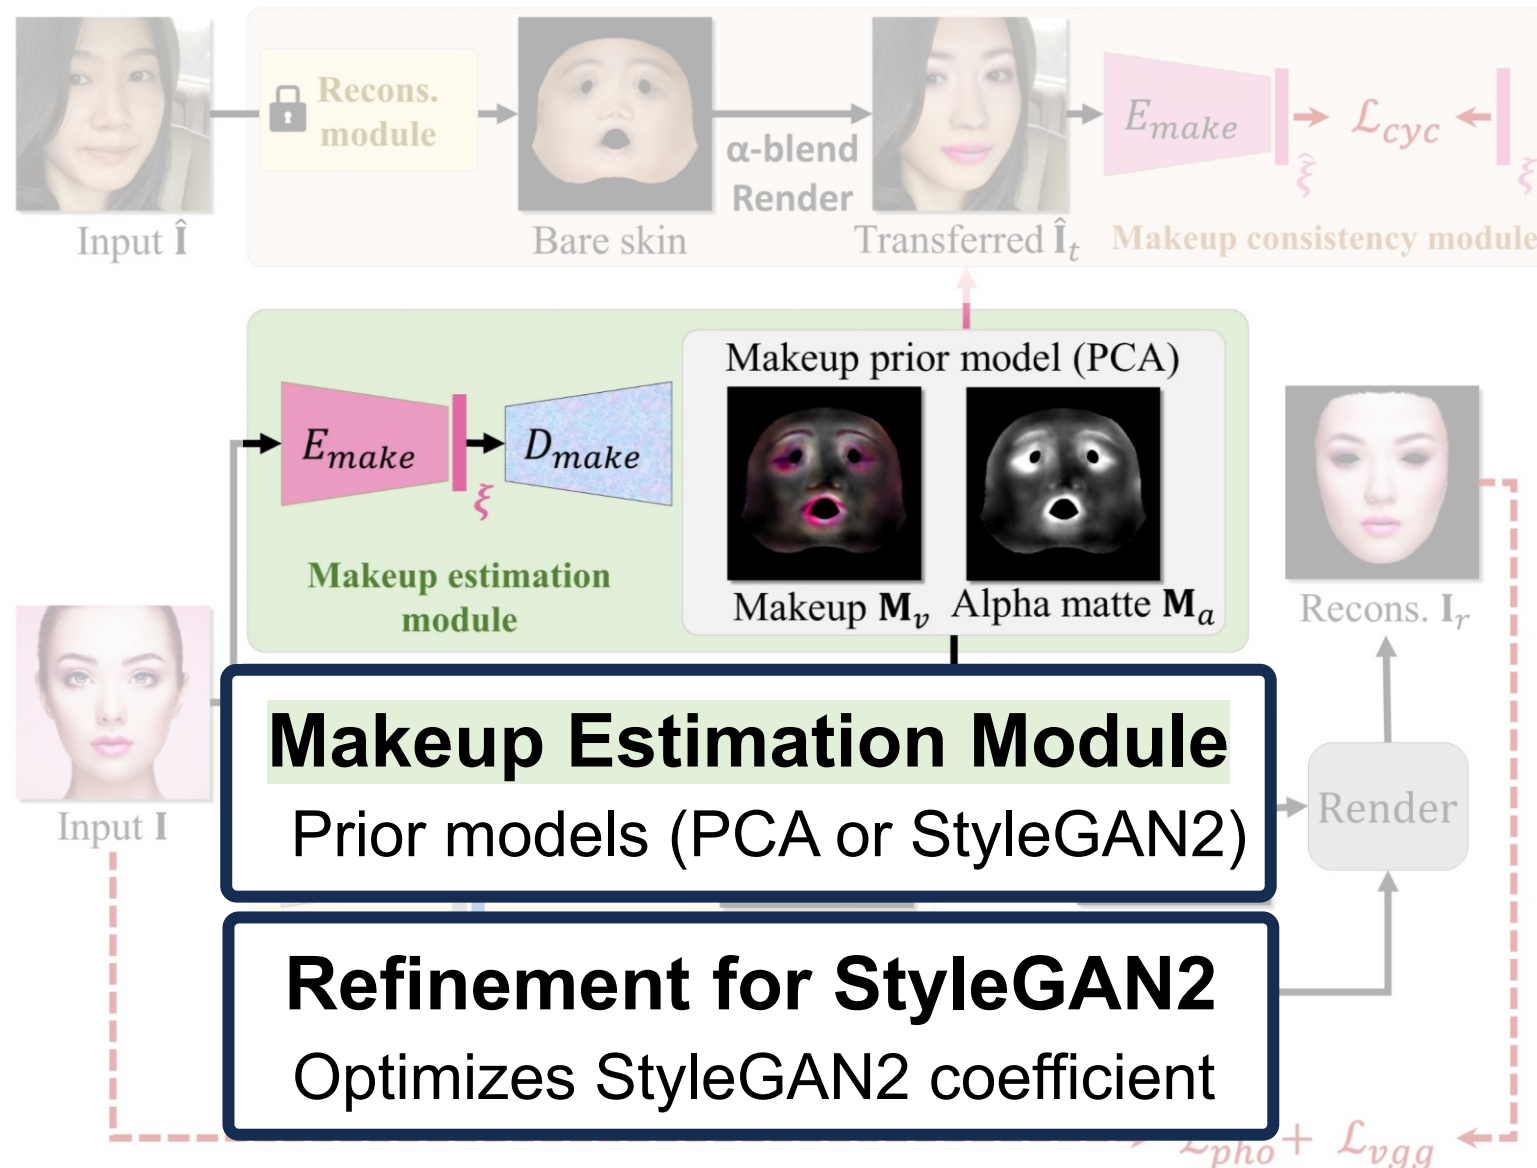 Recons.
module
α-blend
Render
E_make
ℒ_cyc
ξ̂
ξ
Input Î
Bare skin
Transferred Î_t
Makeup consistency module
Makeup prior model (PCA)
E_make
D_make
ξ
Makeup estimation
module
Makeup M_v
Alpha matte M_a
Recons. I_r
Input I
Makeup Estimation Module
Prior models (PCA or StyleGAN2)
Render
Refinement for StyleGAN2
Optimizes StyleGAN2 coefficient
ℒ_pho + ℒ_vgg